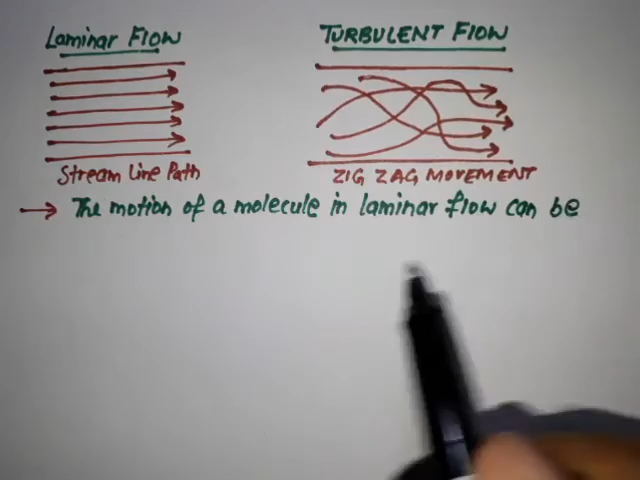 Laminar Flow
TURBULENT FLOW
Stream Line Path
ZIG ZAG MOVEMENT
The motion of a molecule in laminar flow can be